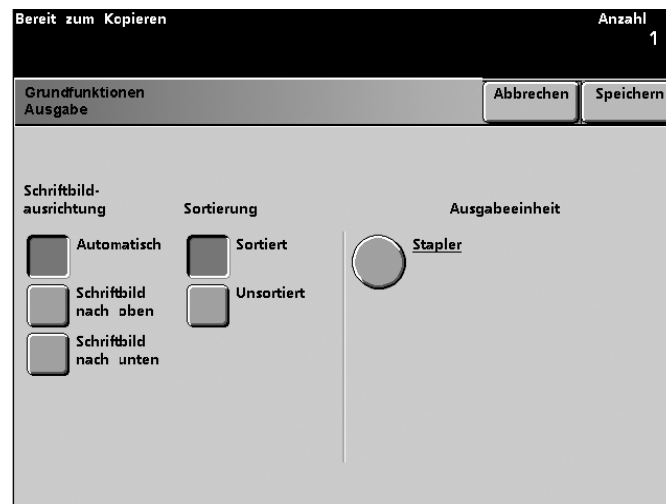 Bereit zum Kopieren
Anzahl
1
Grundfunktionen
Ausgabe
Abbrechen
Speichern
Schriftbild-
ausrichtung
Automatisch
Schriftbild
nach oben
Schriftbild
nach unten
Sortierung
Sortiert
Unsortiert
Ausgabeeinheit
Stapler